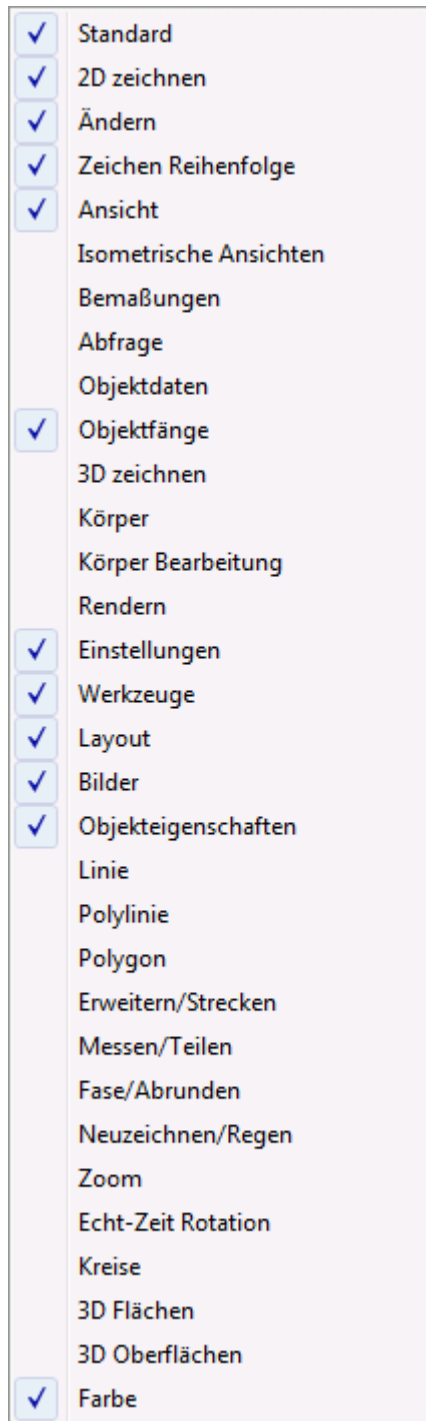 Standard
2D zeichnen
Ändern
Zeichen Reihenfolge
Ansicht
Isometrische Ansichten
Bemaßungen
Abfrage
Objektdaten
Objektfänge
3D zeichnen
Körper
Körper Bearbeitung
Rendern
Einstellungen
Werkzeuge
Layout
Bilder
Objekteigenschaften
Linie
Polylinie
Polygon
Erweitern/Strecken
Messen/Teilen
Fase/Abrunden
Neuzeichnen/Regen
Zoom
Echt-Zeit Rotation
Kreise
3D Flächen
3D Oberflächen
Farbe